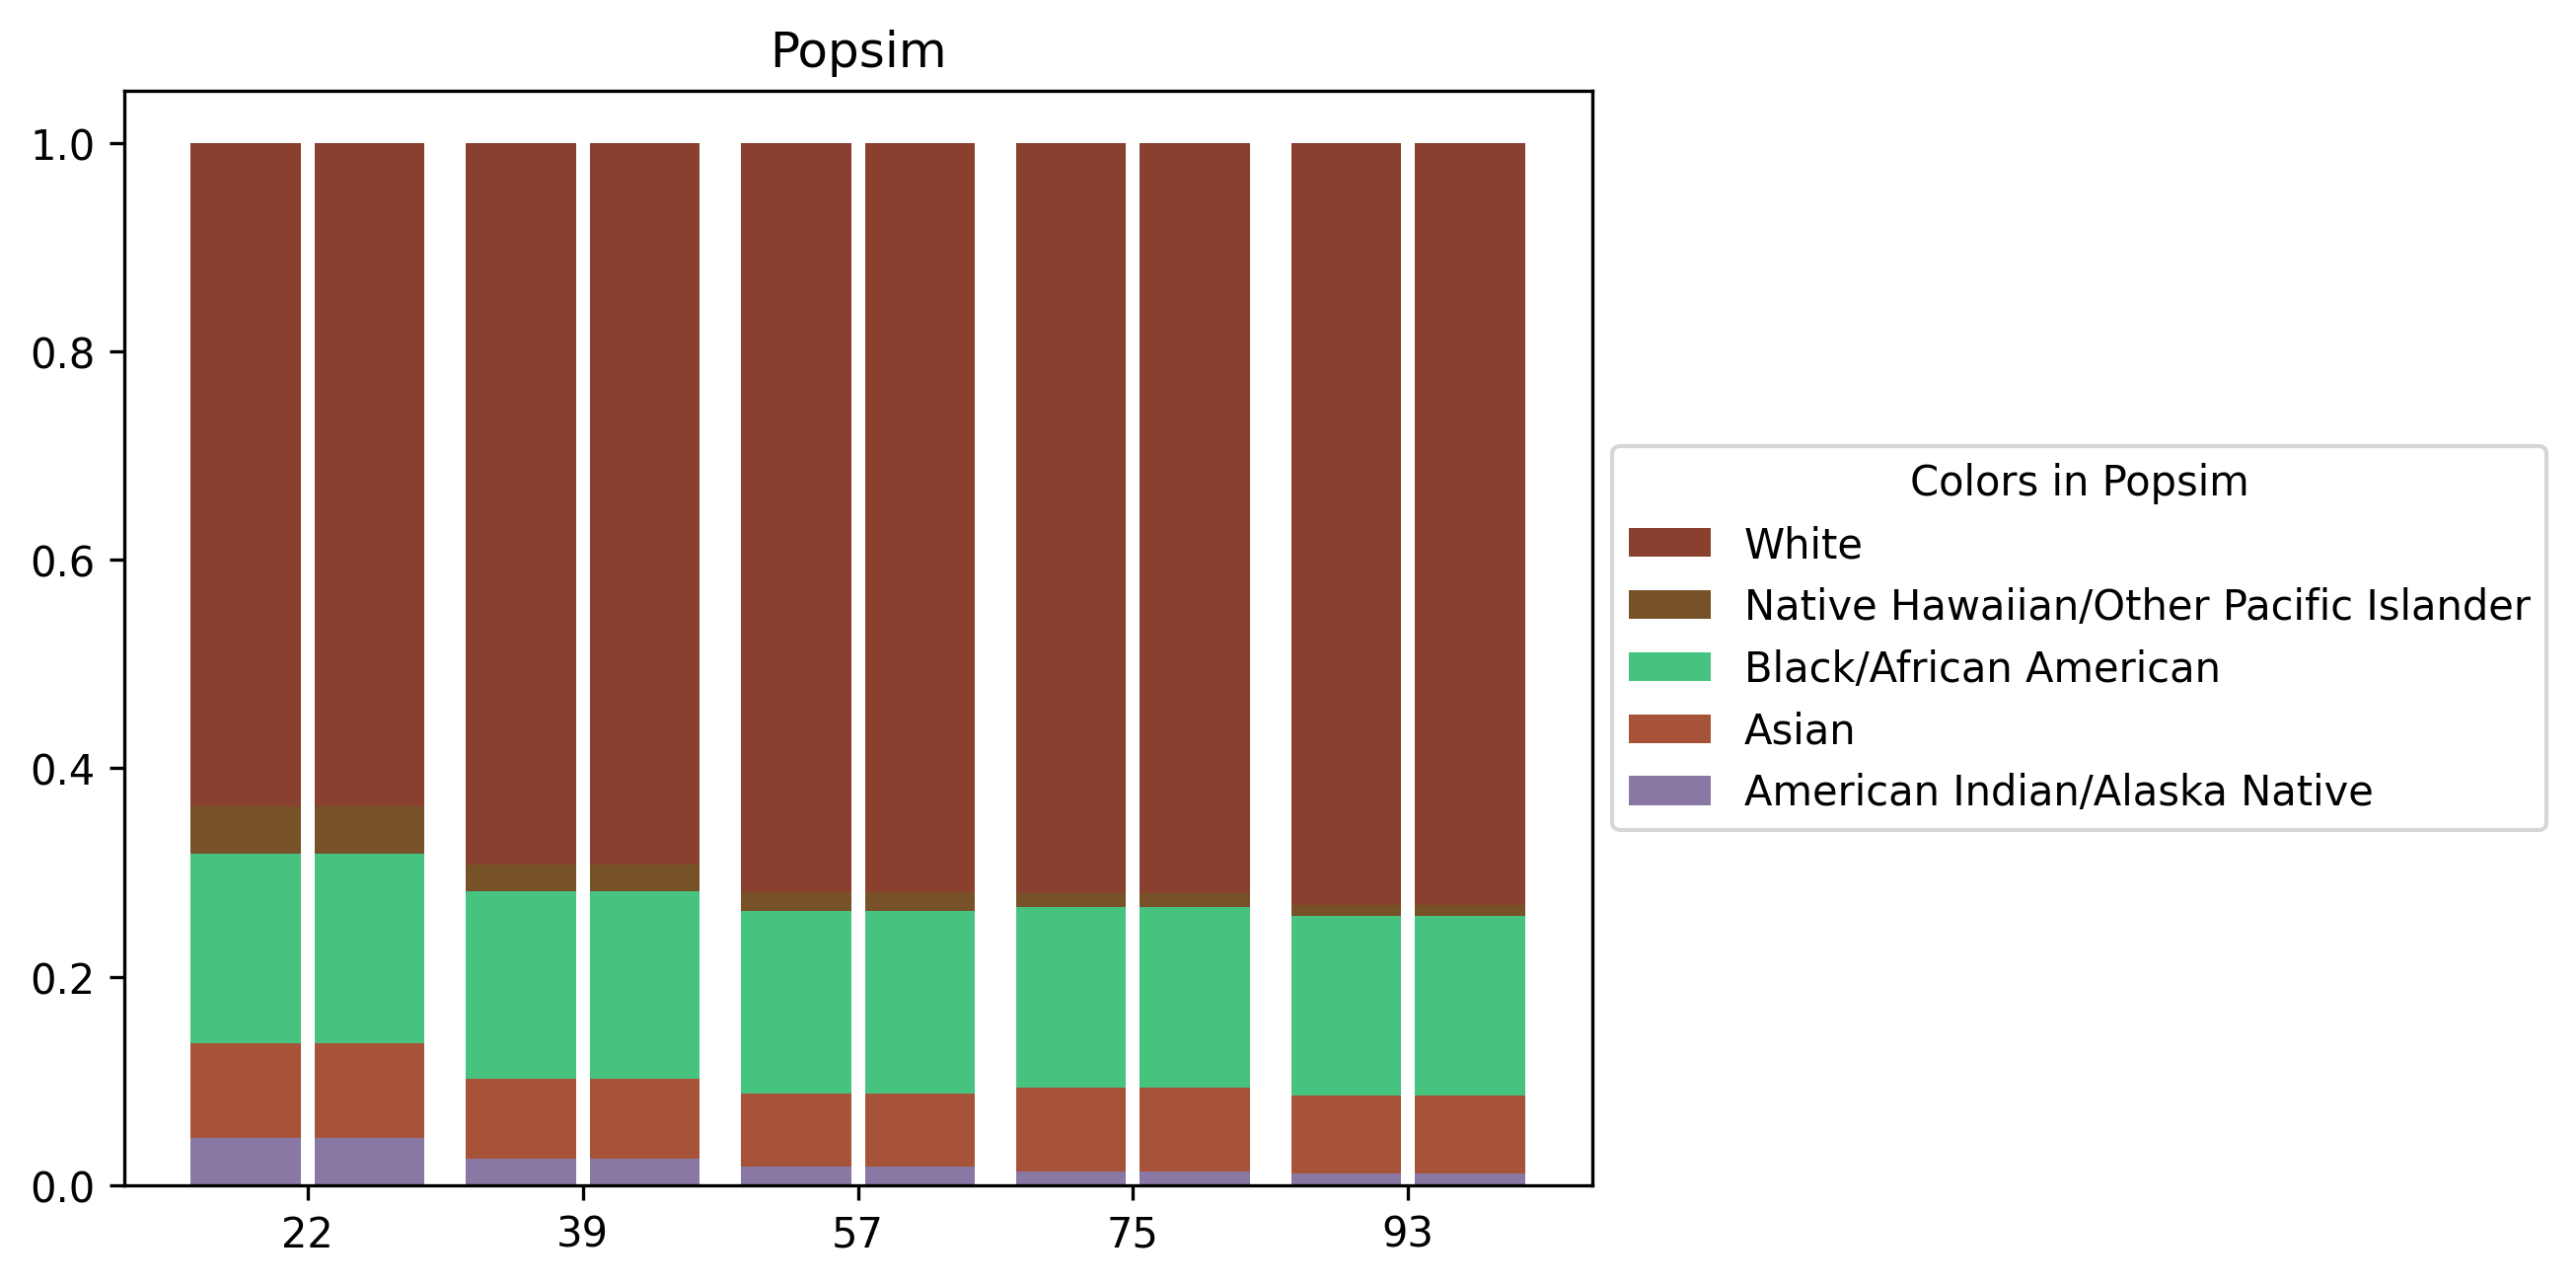 Popsim
1.0
0.8
0.6
0.4
0.2
0.0
22
39
57
75
93
Colors in Popsim
White
Native Hawaiian/Other Pacific Islander
Black/African American
Asian
American Indian/Alaska Native